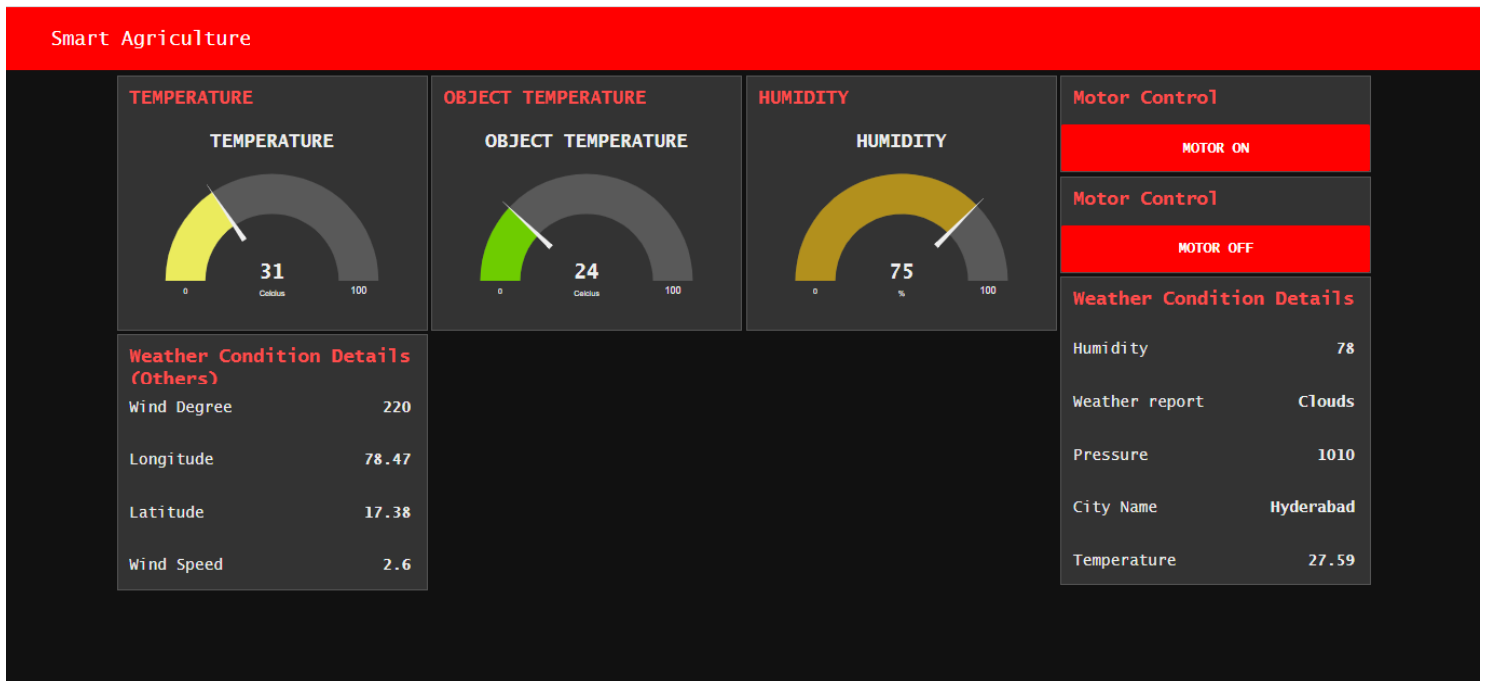 Smart Agriculture
TEMPERATURE
TEMPERATURE
31
Celcius
0
100
OBJECT TEMPERATURE
OBJECT TEMPERATURE
24
Celcius
0
100
HUMIDITY
HUMIDITY
75
%
0
100
Motor Control
MOTOR ON
Motor Control
MOTOR OFF
Weather Condition Details
Humidity 78
Weather report Clouds
Pressure 1010
City Name Hyderabad
Temperature 27.59
Weather Condition Details
(Others)
Wind Degree 220
Longitude 78.47
Latitude 17.38
Wind Speed 2.6